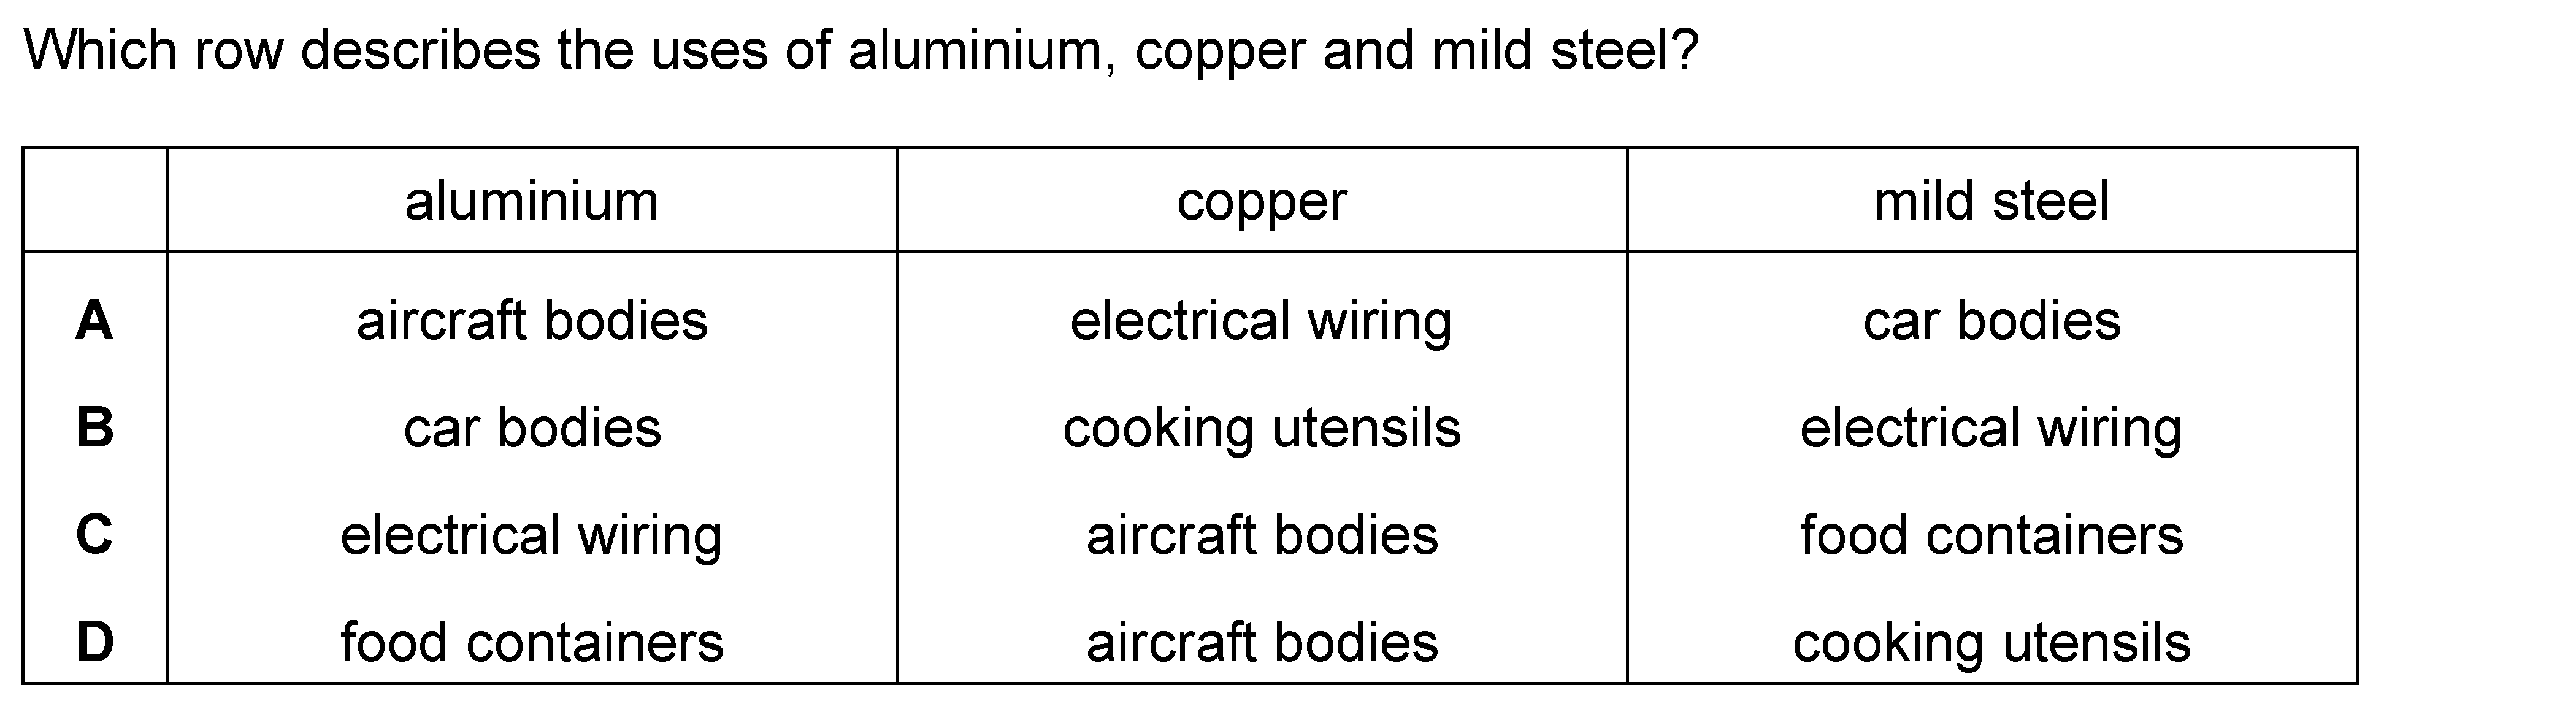 Which row describes the uses of aluminium, copper and mild steel?
aluminium copper mild steel
A aircraft bodies electrical wiring car bodies
B car bodies cooking utensils electrical wiring
C electrical wiring aircraft bodies food containers
D food containers aircraft bodies cooking utensils